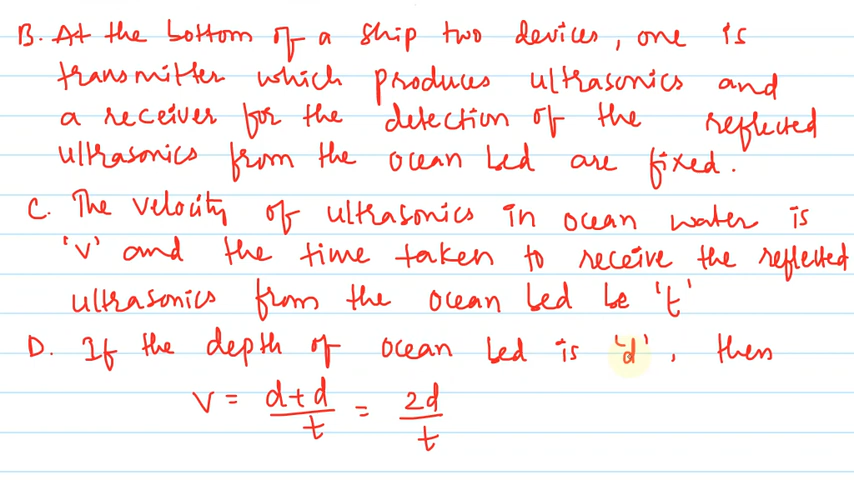 B. At the bottom of a ship two devices, one is
transmitter which produces ultrasonics and
a receiver for the detection of the reflected
ultrasonics from the ocean bed are fixed.
C. The velocity of ultrasonics in ocean water is
'v' and the time taken to receive the reflected
ultrasonics from the ocean bed be 't'
D. If the depth of ocean bed is 'd', then
v = d+d/t = 2d/t